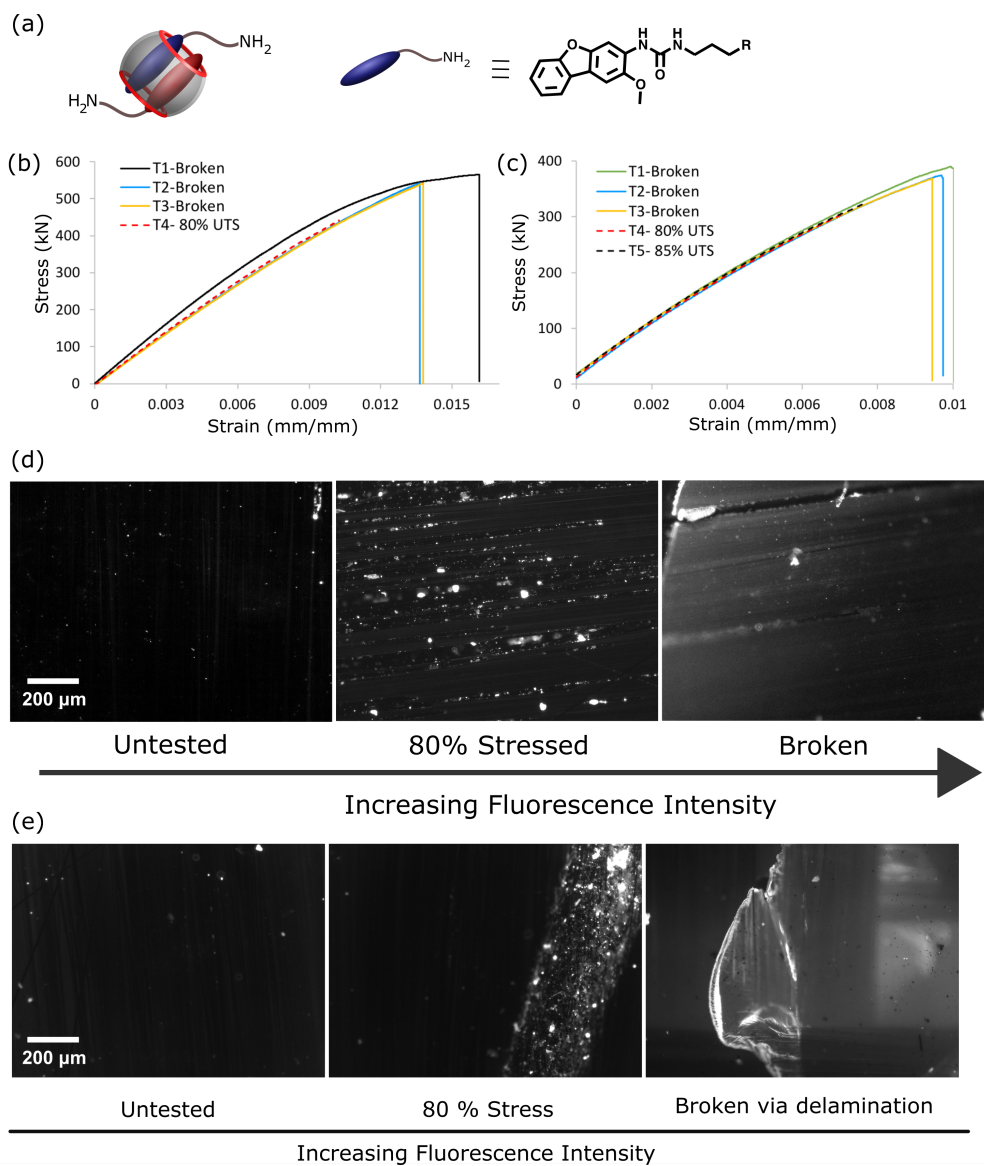 (a)
NH2
H2N
NH2
O
H
N
H
N
R
O
O
(b)
600
500
400
300
200
100
0
Stress (kN)
T1-Broken
T2-Broken
T3-Broken
T4- 80% UTS
0 0.003 0.006 0.009 0.012 0.015
Strain (mm/mm)
(c)
400
300
200
100
0
Stress (kN)
T1-Broken
T2-Broken
T3-Broken
T4- 80% UTS
T5- 85% UTS
0 0.002 0.004 0.006 0.008 0.01
Strain (mm/mm)
(d)
200 µm
Untested 80% Stressed Broken
Increasing Fluorescence Intensity
(e)
200 µm
Untested 80 % Stress Broken via delamination
Increasing Fluorescence Intensity